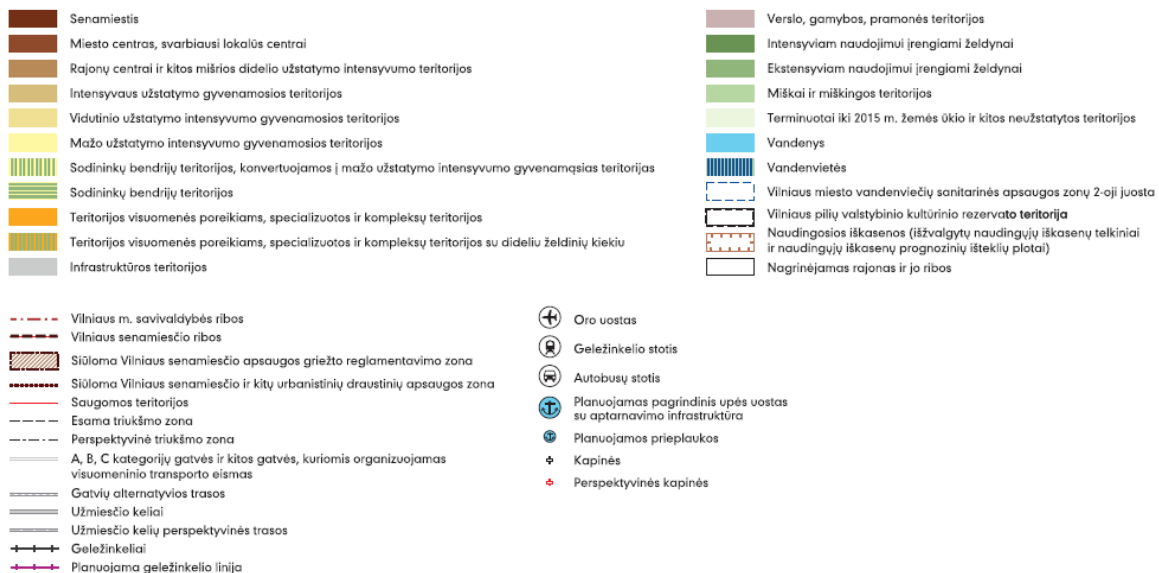 Senamiestis
Miesto centras, svarbiausi lokalūs centrai
Rajonų centrai ir kitos mišrios didelio užstatymo intensyvumo teritorijos
Intensyvaus užstatymo gyvenamosios teritorijos
Vidutinio užstatymo intensyvumo gyvenamosios teritorijos
Mažo užstatymo intensyvumo gyvenamosios teritorijos
Sodininkų bendrijų teritorijos, konvertuojamos į mažo užstatymo intensyvumo gyvenamąsias teritorijas
Sodininkų bendrijų teritorijos
Teritorijos visuomenės poreikiams, specializuotos ir kompleksų teritorijos
Teritorijos visuomenės poreikiams, specializuotos ir kompleksų teritorijos su dideliu želdinių kiekiu
Infrastruktūros teritorijos
Verslo, gamybos, pramonės teritorijos
Intensyviam naudojimui įrengiami želdynai
Ekstensyviam naudojimui įrengiami želdynai
Miškai ir miškingos teritorijos
Terminuotai iki 2015 m. žemės ūkio ir kitos neužstatytos teritorijos
Vandenys
Vandenvietės
Vilniaus miesto vandenviečių sanitarinės apsaugos zonų 2-oji juosta
Vilniaus pilių valstybinio kultūrinio rezervato teritorija
Naudingosios iškasenos (išžvalgytų naudingųjų iškasenų telkiniai
ir naudingųjų iškasenų prognozinių išteklių plotai)
Nagrinėjamas rajonas ir jo ribos
Vilniaus m. savivaldybės ribos
Vilniaus senamiesčio ribos
Siūloma Vilniaus senamiesčio apsaugos griežto reglamentavimo zona
Siūloma Vilniaus senamiesčio ir kitų urbanistinių draustinių apsaugos zona
Saugomos teritorijos
Esama triukšmo zona
Perspektyvinė triukšmo zona
A, B, C kategorijų gatvės ir kitos gatvės, kuriomis organizuojamas
visuomeninio transporto eismas
Gatvių alternatyvios trasos
Užmiesčio keliai
Užmiesčio kelių perspektyvinės trasos
Geležinkeliai
Planuojama geležinkelio linija
Oro uostas
Geležinkelio stotis
Autobusų stotis
Planuojamas pagrindinis upės uostas
su aptarnavimo infrastruktūra
Planuojamos prieplaukos
Kapinės
Perspektyvinės kapinės